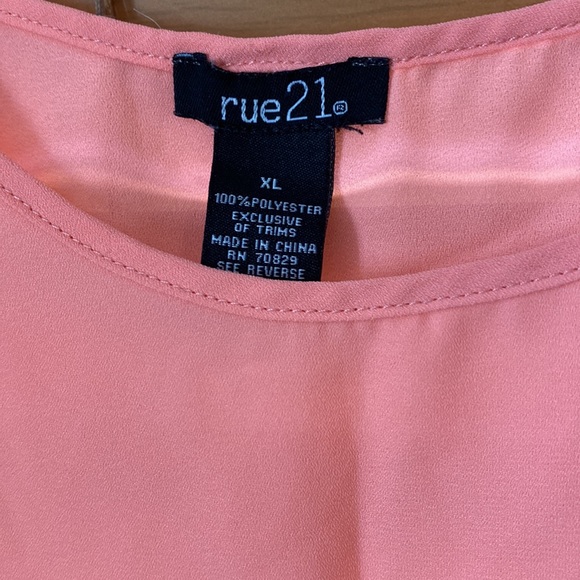 rue21®
XL
100%POLYESTER
EXCLUSIVE
OF TRIMS
MADE IN CHINA
RN 70829
SEE REVERSE